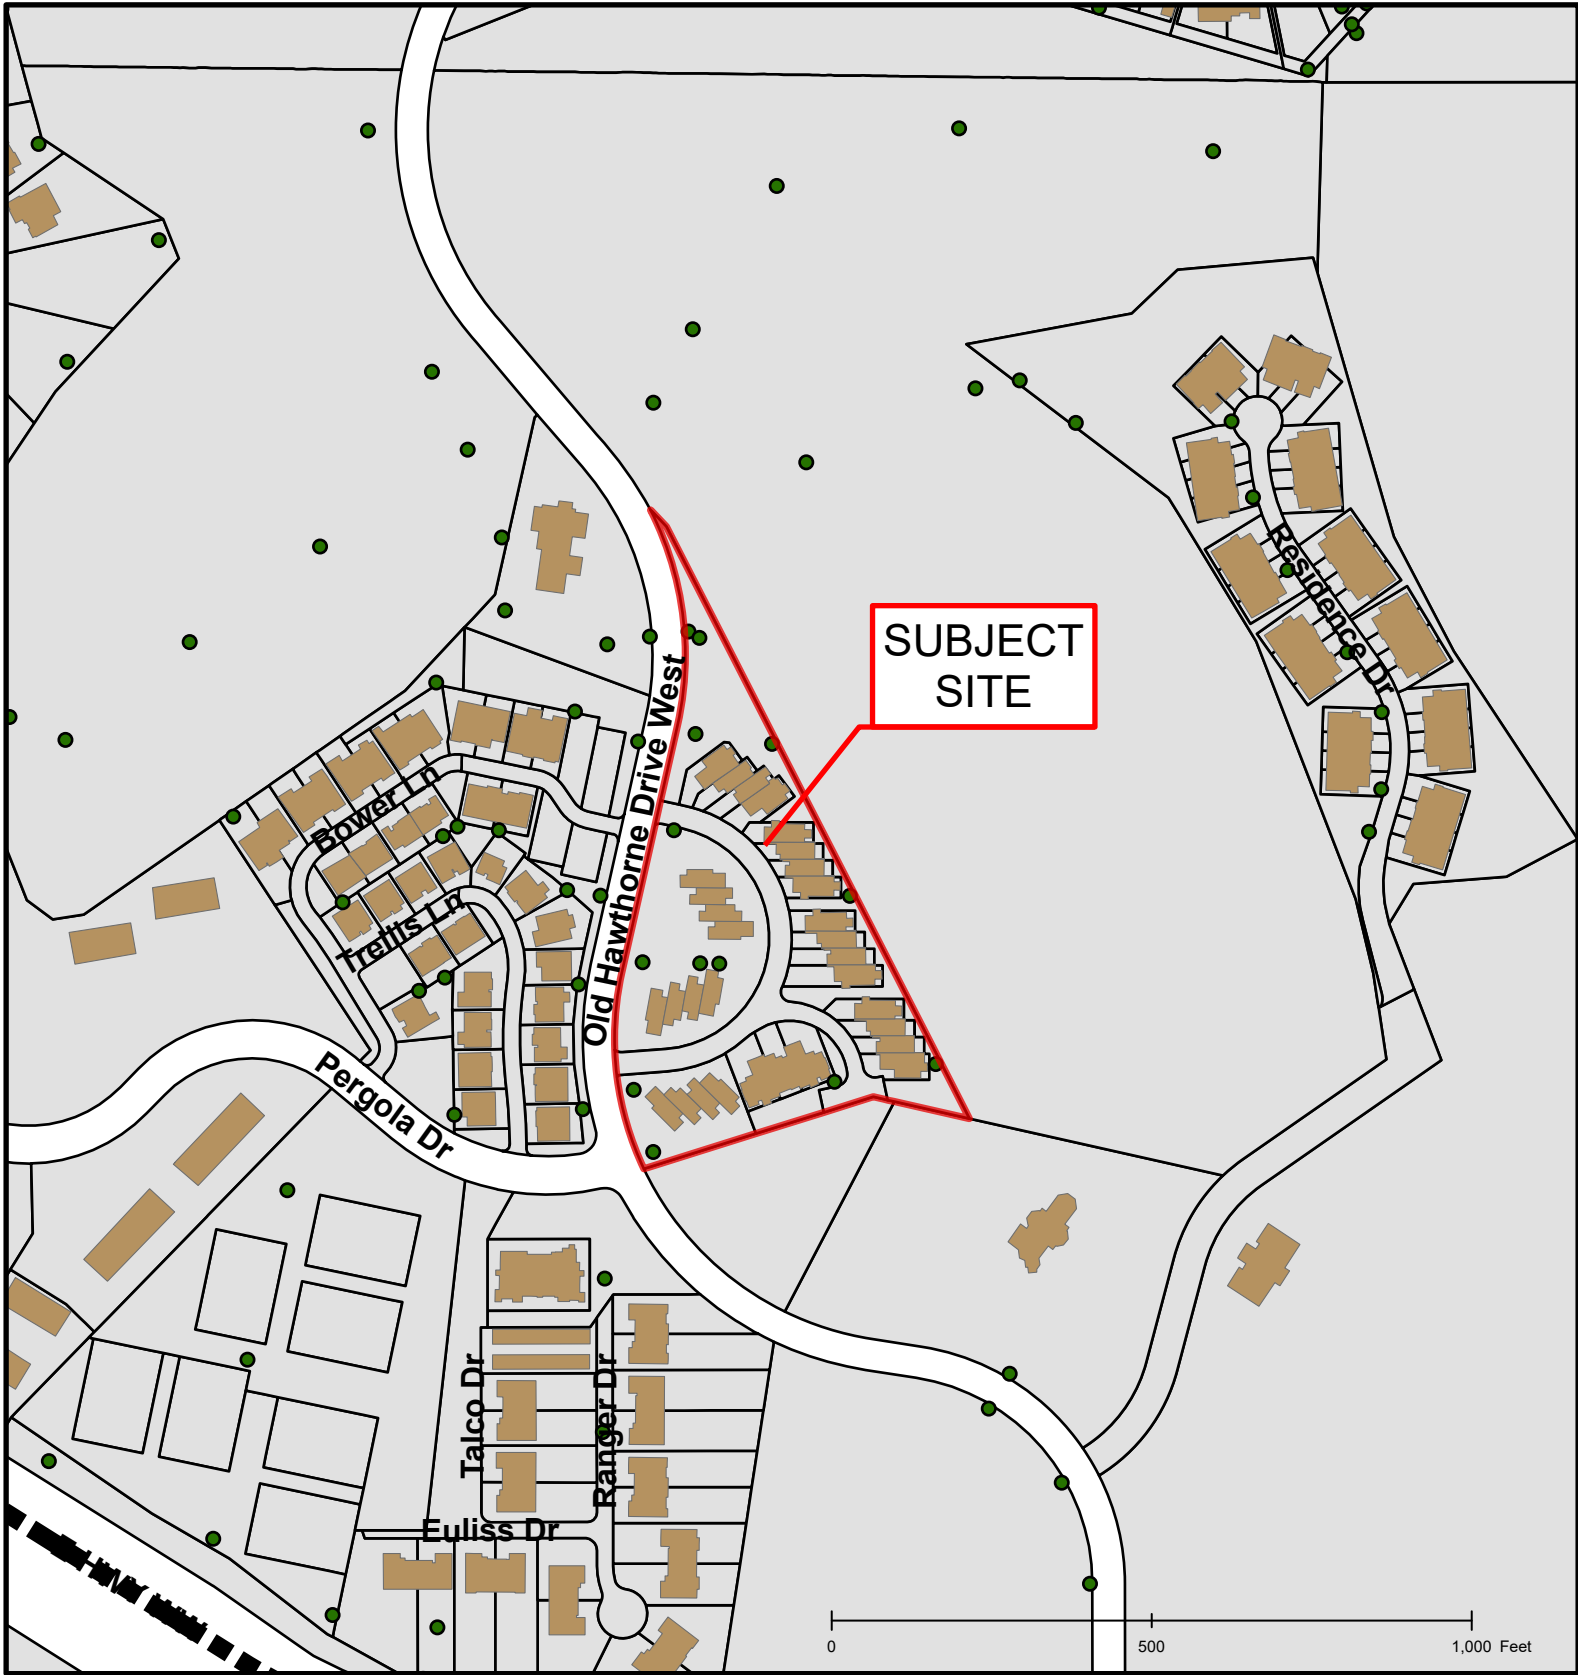 SUBJECT
SITE
Residence Dr
Old Hawthorne Drive West
Bower Ln
Trellis Ln
Pergola Dr
Talco Dr
Ranger Dr
Euliss Dr
0 500 1,000 Feet